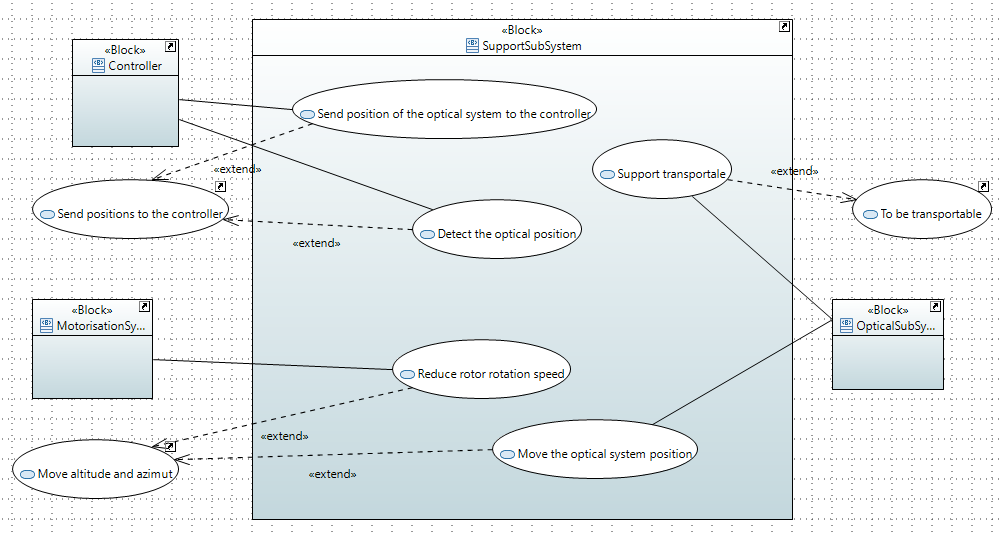 «Block»
SupportSubSystem
«Block»
Controller
Send position of the optical system to the controller
«extend»
Support transportale
«extend»
Send positions to the controller
To be transportable
Detect the optical position
«extend»
«Block»
MotorisationSy...
«Block»
OpticalSubSy...
Reduce rotor rotation speed
«extend»
Move the optical system position
Move altitude and azimut
«extend»